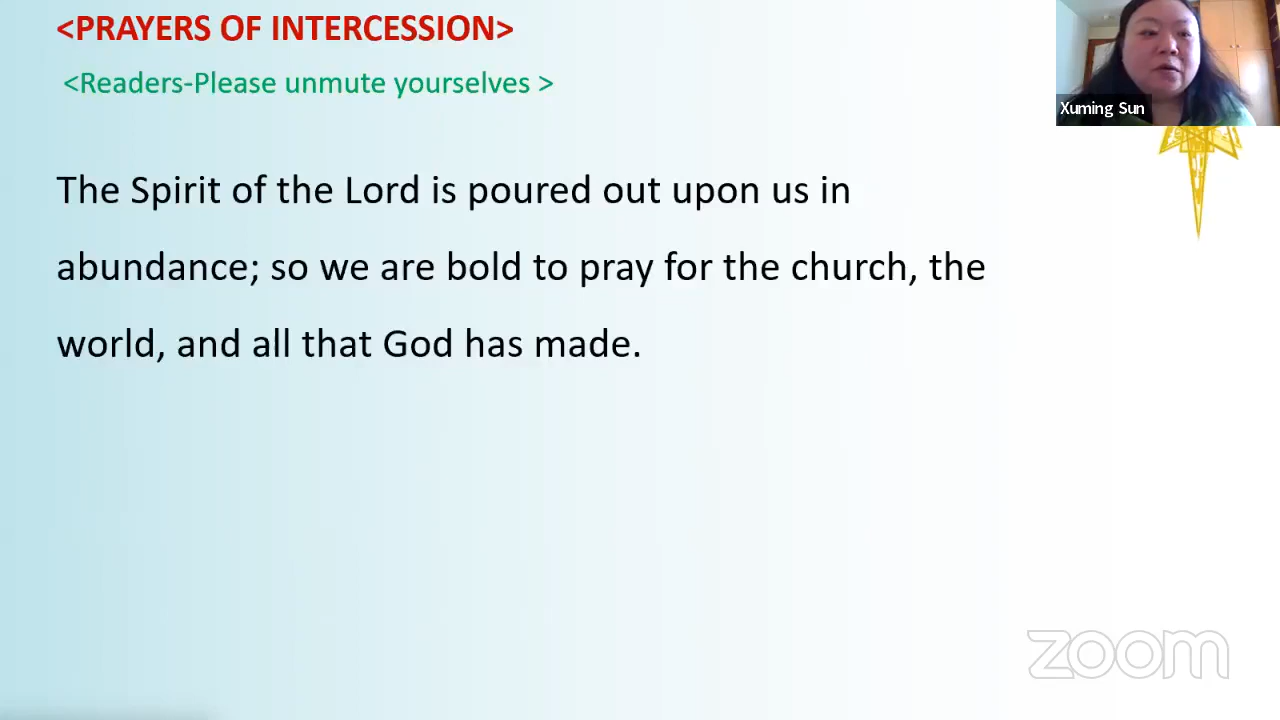 <PRAYERS OF INTERCESSION>
<Readers-Please unmute yourselves >
Xuming Sun
The Spirit of the Lord is poured out upon us in
abundance; so we are bold to pray for the church, the
world, and all that God has made.
zoom